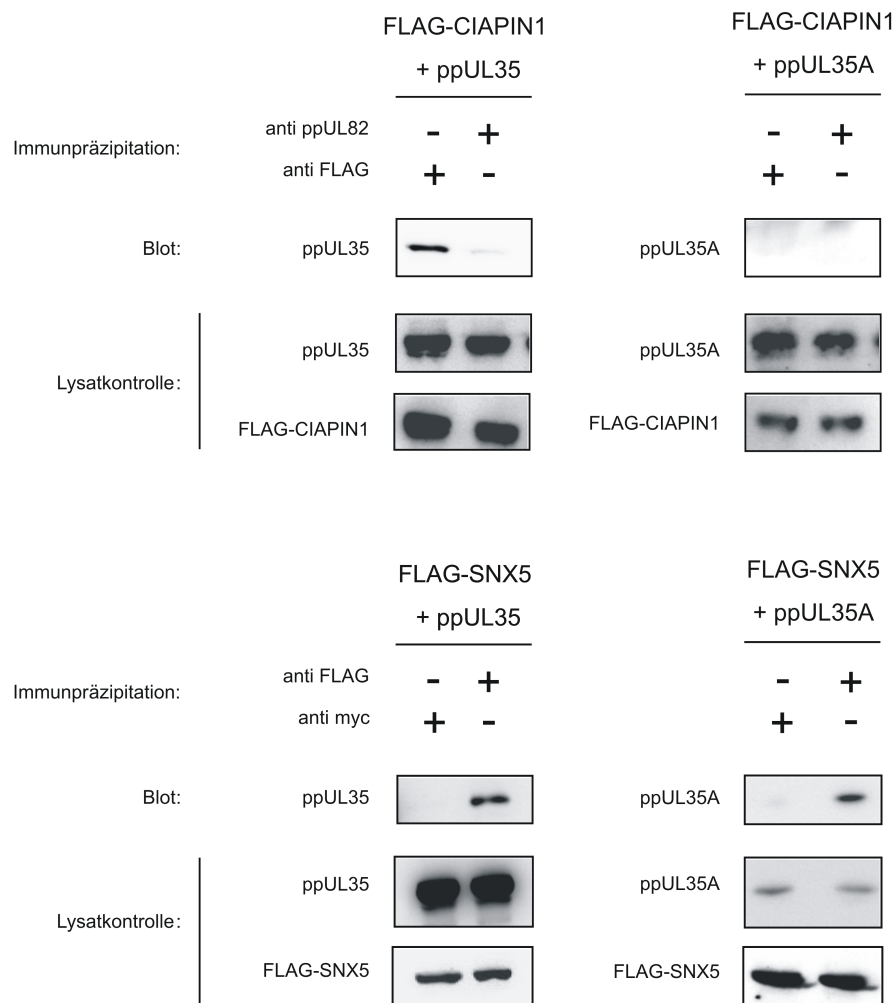 FLAG-CIAPIN1 FLAG-CIAPIN1
+ ppUL35 + ppUL35A
Immunpräzipitation:
anti ppUL82 - + - +
anti FLAG + - + -
Blot: ppUL35 ppUL35A
Lysatkontrolle:
ppUL35 ppUL35A
FLAG-CIAPIN1 FLAG-CIAPIN1
FLAG-SNX5 FLAG-SNX5
+ ppUL35 + ppUL35A
Immunpräzipitation:
anti FLAG - + - +
anti myc + - + -
Blot: ppUL35 ppUL35A
Lysatkontrolle:
ppUL35 ppUL35A
FLAG-SNX5 FLAG-SNX5